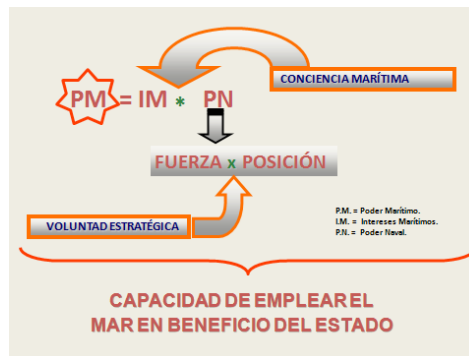 CONCIENCIA MARÍTIMA
PM = IM * PN
FUERZA x POSICIÓN
P.M. = Poder Marítimo.
I.M. = Intereses Marítimos.
P.N. = Poder Naval.
VOLUNTAD ESTRATÉGICA
CAPACIDAD DE EMPLEAR EL
MAR EN BENEFICIO DEL ESTADO